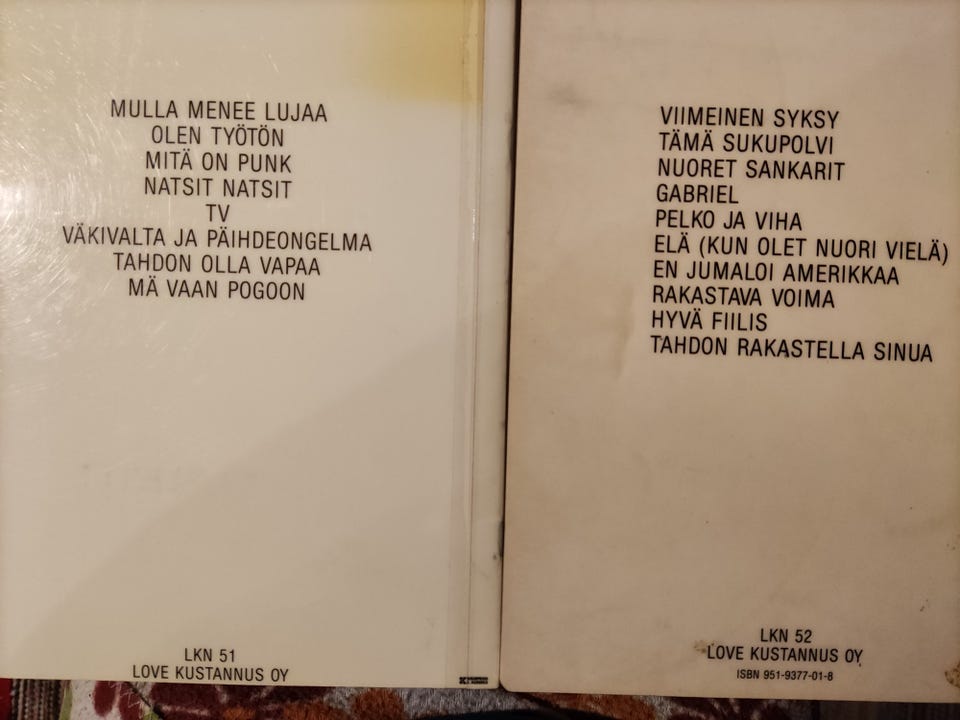 MULLA MENEE LUJAA
OLEN TYÖTÖN
MITÄ ON PUNK
NATSIT NATSIT
TV
VÄKIVALTA JA PÄIHDEONGELMA
TAHDON OLLA VAPAA
MÄ VAAN POGOON
LKN 51
LOVE KUSTANNUS OY
VIIMEINEN SYKSY
TÄMÄ SUKUPOLVI
NUORET SANKARIT
GABRIEL
PELKO JA VIHA
ELÄ (KUN OLET NUORI VIELÄ)
EN JUMALOI AMERIKKAA
RAKASTAVA VOIMA
HYVÄ FIILIS
TAHDON RAKASTELLA SINUA
LKN 52
LOVE KUSTANNUS OY
ISBN 951-9377-01-8